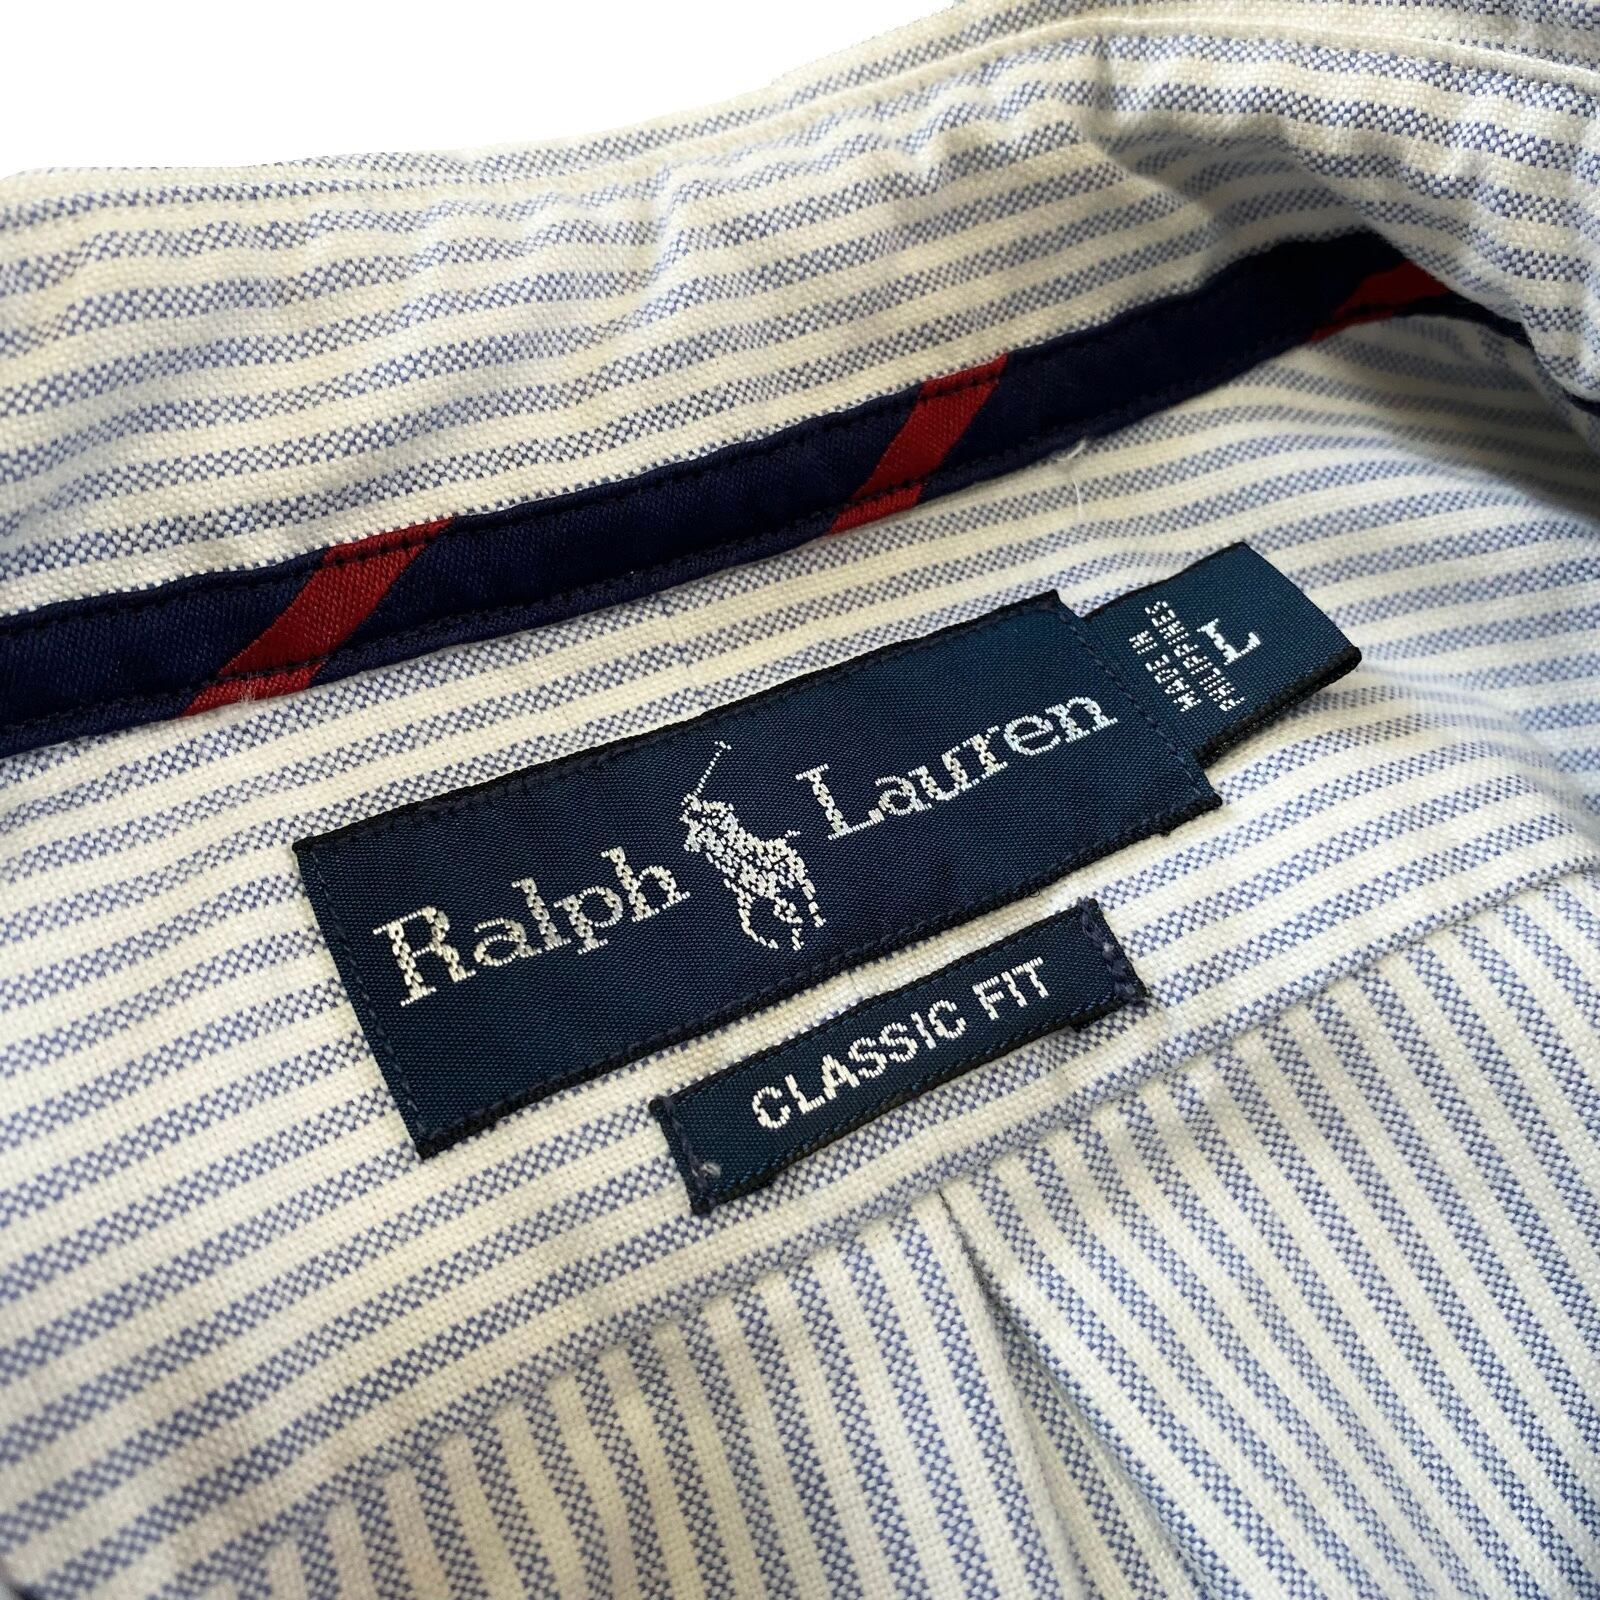 Ralph Lauren
L
MADE IN
PHILIPPINES
CLASSIC FIT